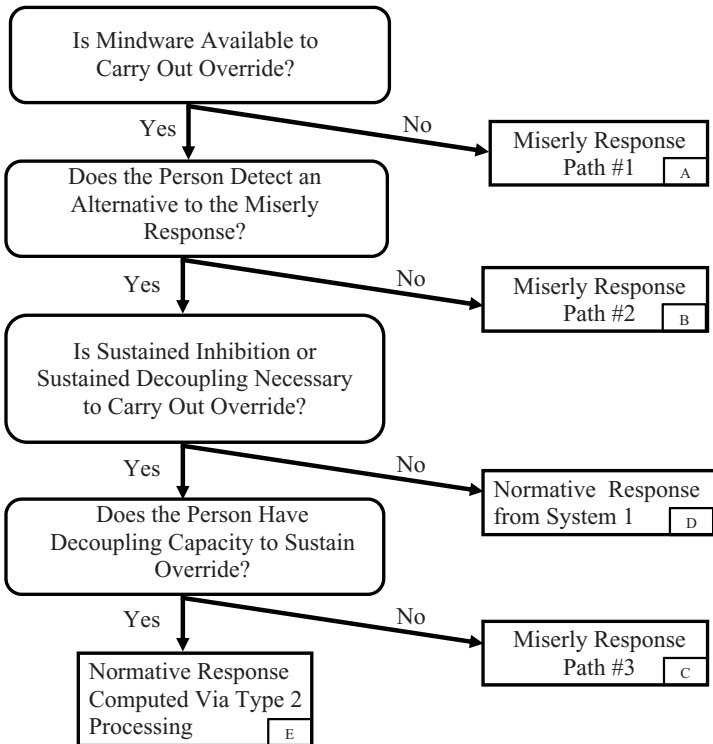 Is Mindware Available to
Carry Out Override?
Yes
No
Miserly Response
Path #1
A
Does the Person Detect an
Alternative to the Miserly
Response?
Yes
No
Miserly Response
Path #2
B
Is Sustained Inhibition or
Sustained Decoupling Necessary
to Carry Out Override?
Yes
No
Normative Response
from System 1
D
Does the Person Have
Decoupling Capacity to Sustain
Override?
Yes
No
Miserly Response
Path #3
C
Normative Response
Computed Via Type 2
Processing
E